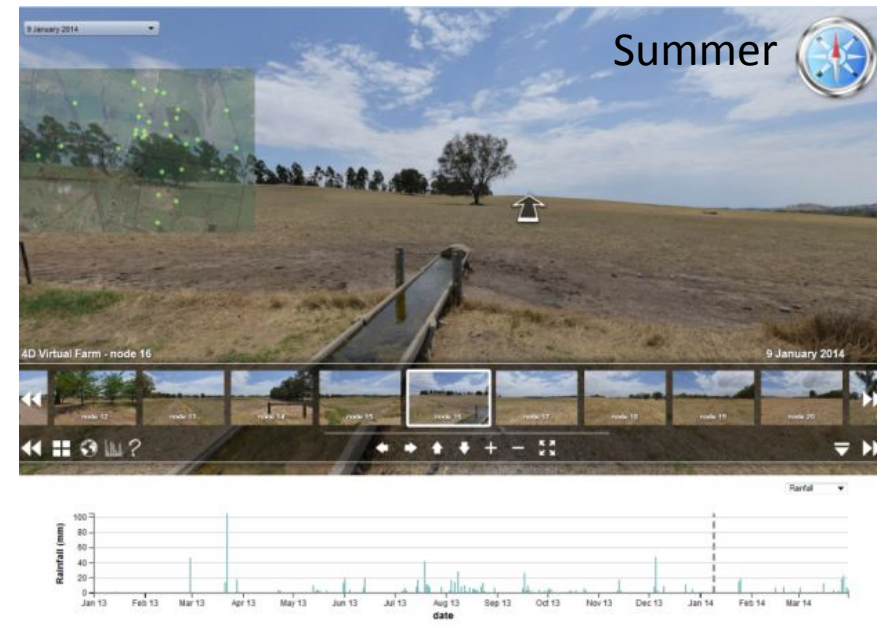 9 January 2014
Summer
4D Virtual Farm - node 16
9 January 2014
node 12
node 13
node 14
node 15
node 16
node 17
node 18
node 19
node 20
?
Rainfall
Rainfall (mm)
100
80
60
40
20
0
Jan 13 Feb 13 Mar 13 Apr 13 May 13 Jun 13 Jul 13 Aug 13 Sep 13 Oct 13 Nov 13 Dec 13 Jan 14 Feb 14 Mar 14
date